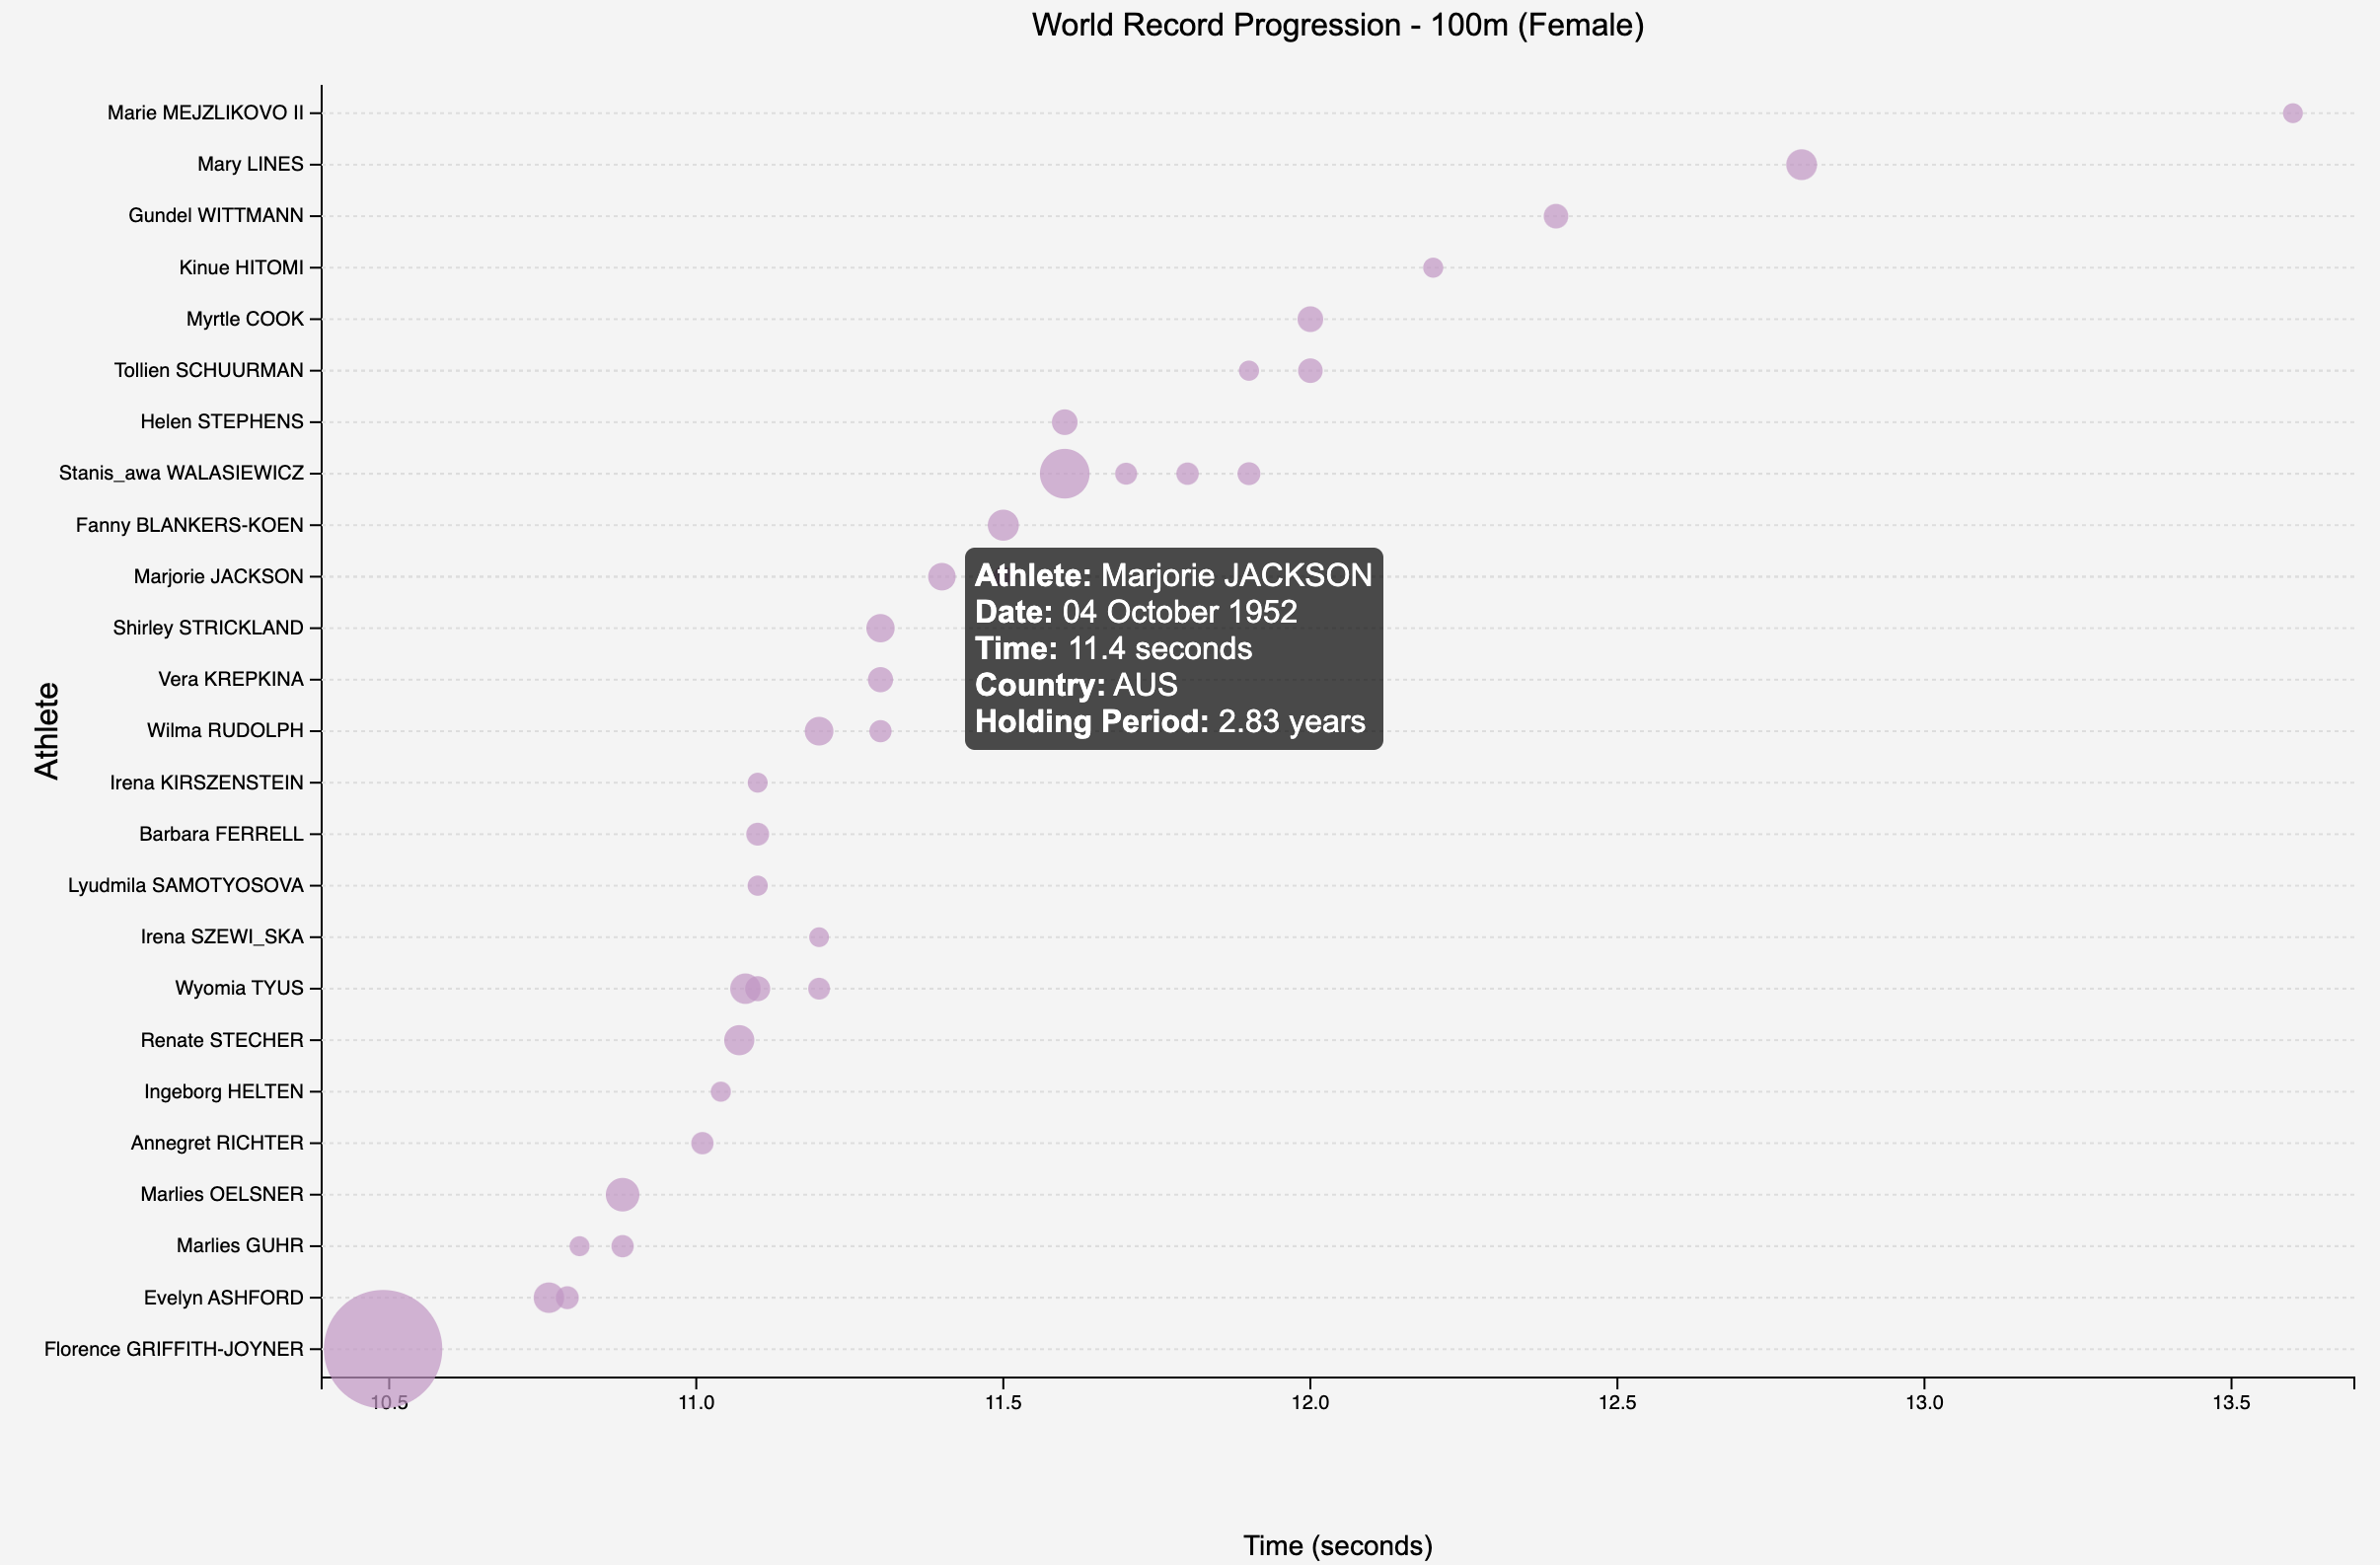 World Record Progression - 100m (Female)
Marie MEJZLIKOVO II
Mary LINES
Gundel WITTMANN
Kinue HITOMI
Myrtle COOK
Tollien SCHUURMAN
Helen STEPHENS
Stanis_awa WALASIEWICZ
Fanny BLANKERS-KOEN
Marjorie JACKSON
Shirley STRICKLAND
Vera KREPKINA
Wilma RUDOLPH
Irena KIRSZENSTEIN
Barbara FERRELL
Lyudmila SAMOTYOSOVA
Irena SZEWI_SKA
Wyomia TYUS
Renate STECHER
Ingeborg HELTEN
Annegret RICHTER
Marlies OELSNER
Marlies GUHR
Evelyn ASHFORD
Florence GRIFFITH-JOYNER
Athlete
Athlete: Marjorie JACKSON
Date: 04 October 1952
Time: 11.4 seconds
Country: AUS
Holding Period: 2.83 years
10.5 11.0 11.5 12.0 12.5 13.0 13.5
Time (seconds)